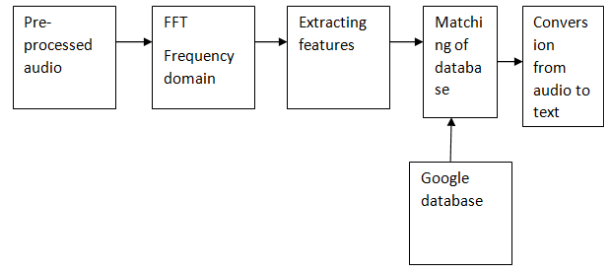 Pre-
processed
audio
FFT
Frequency
domain
Extracting
features
Matchi
ng of
databa
se
Convers
ion
from
audio to
text
Google
database